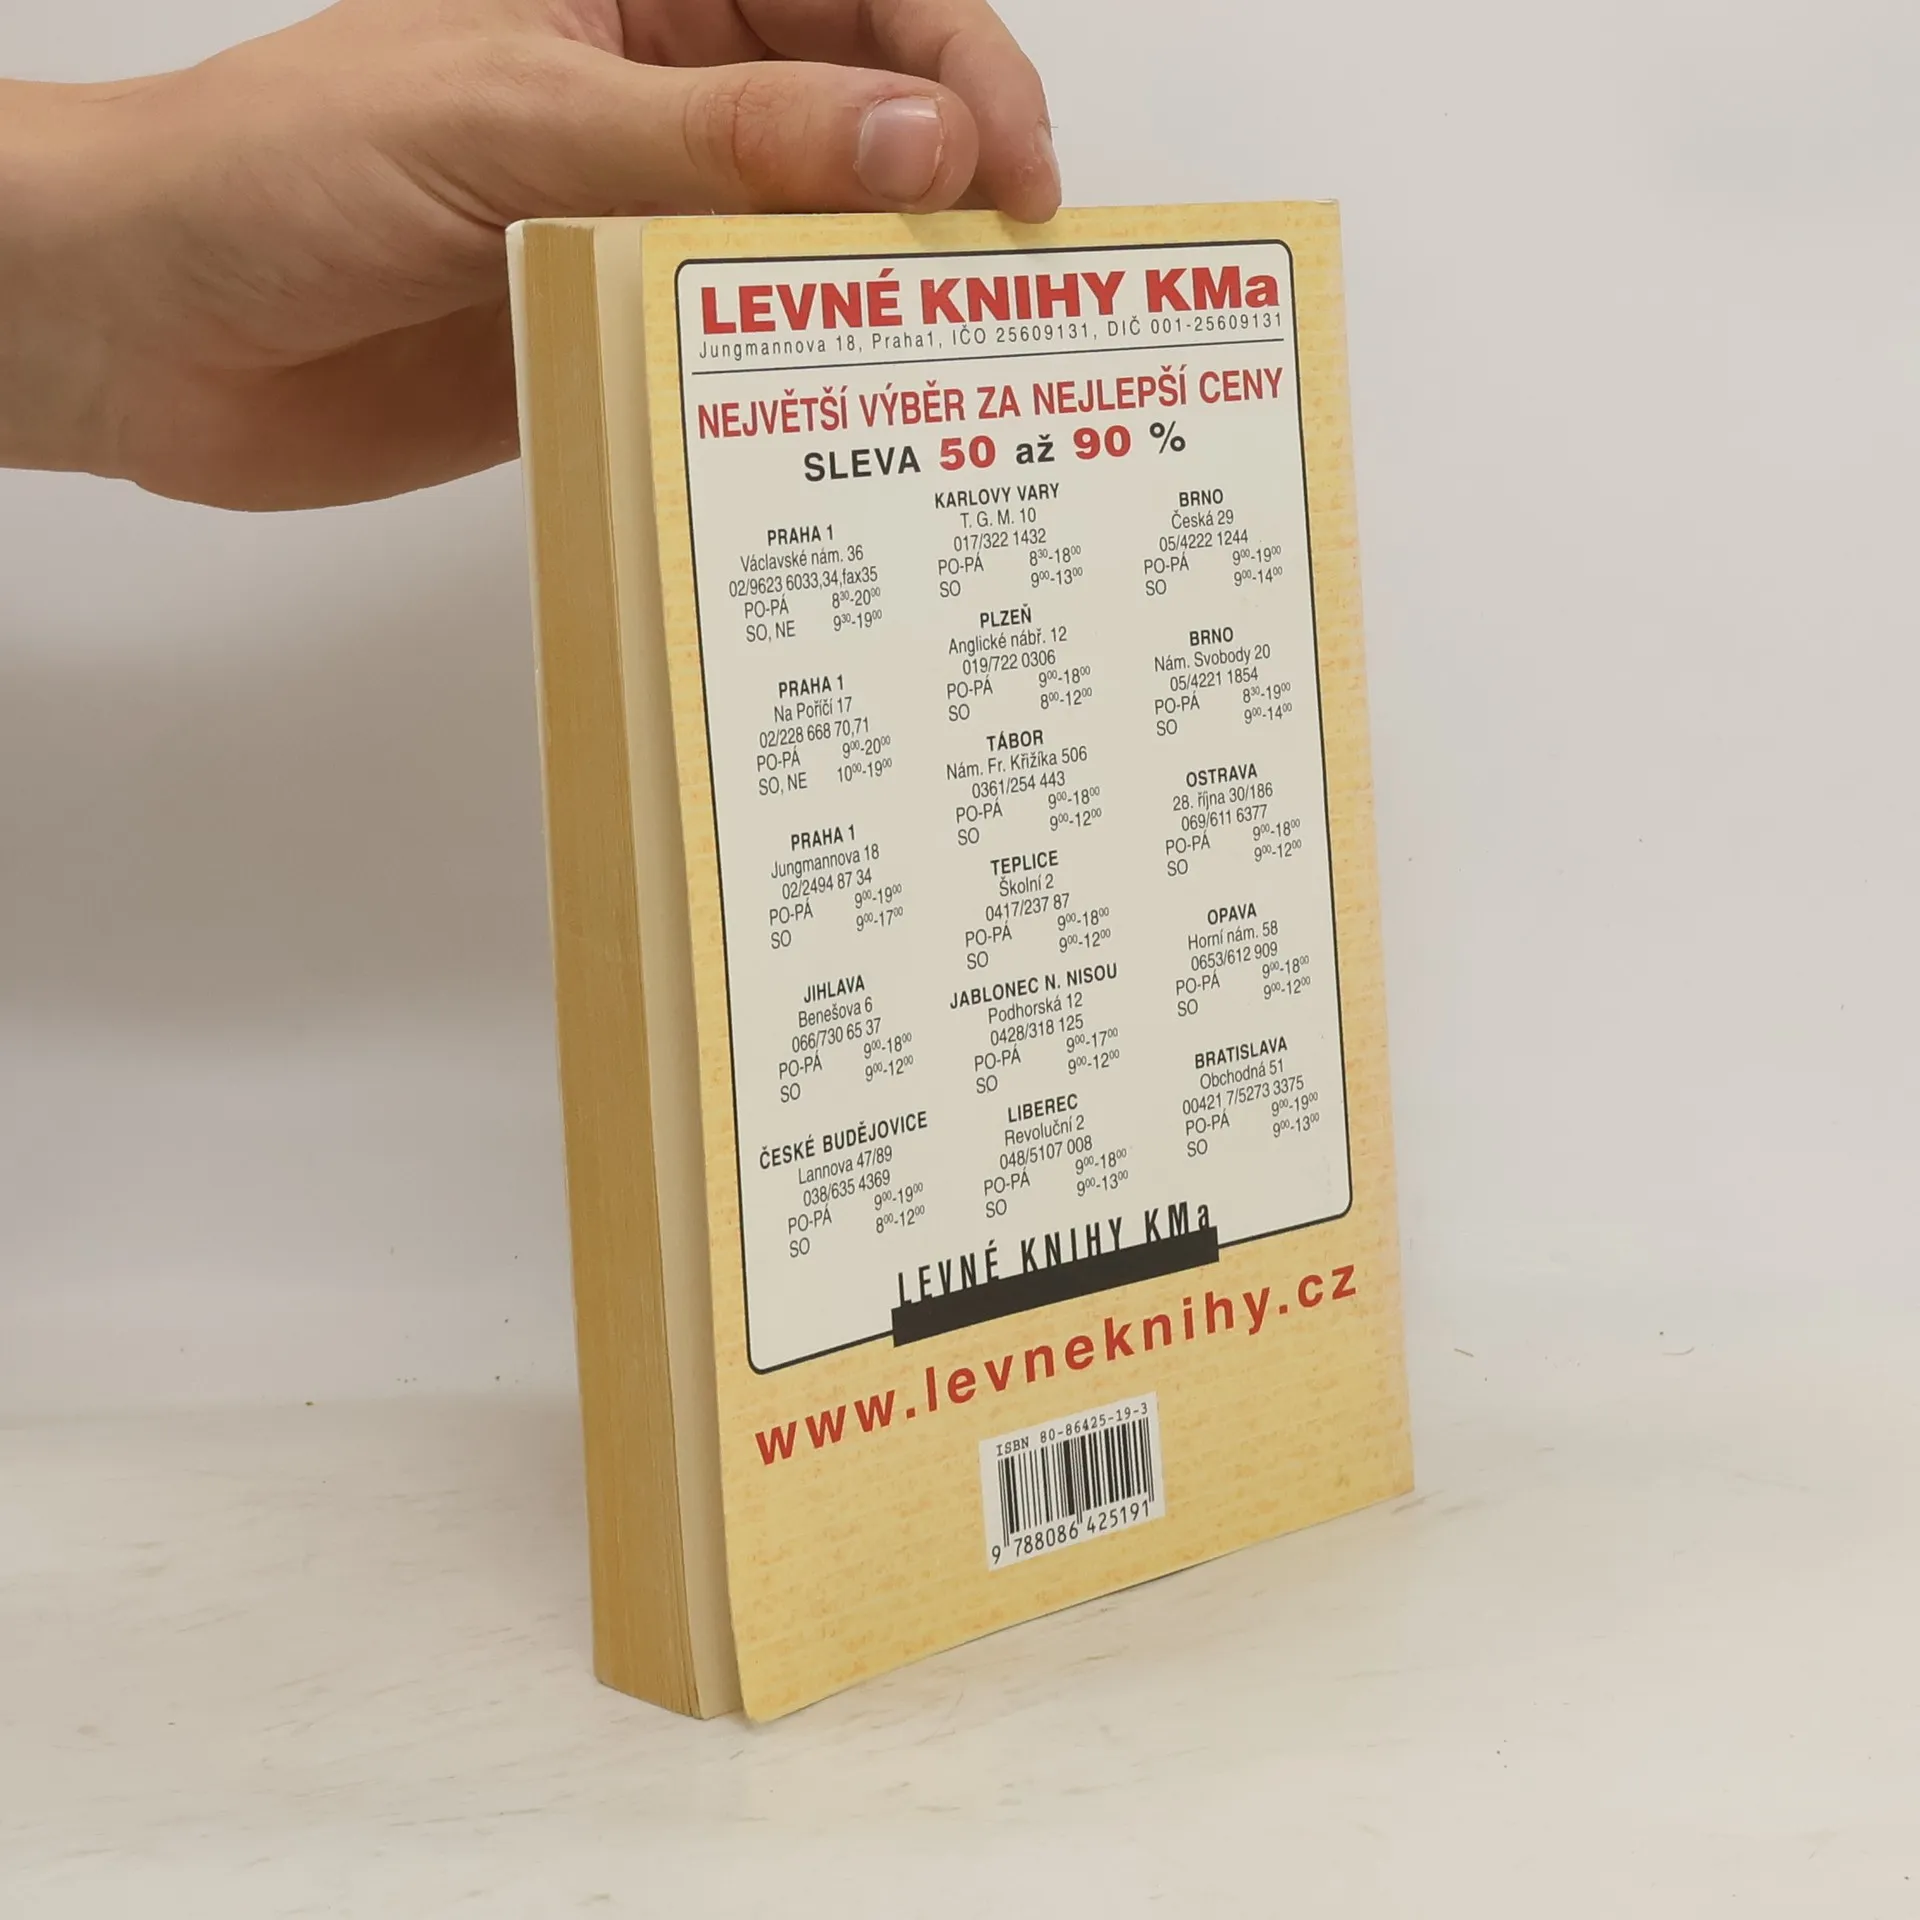 LEVNÉ KNIHY KMa
Jungmannova 18, Praha1, IČO 25609131, DIČ 001-25609131
NEJVĚTŠÍ VÝBĚR ZA NEJLEPŠÍ CENY
SLEVA 50 až 90 %
PRAHA 1
Václavské nám. 36
02/9623 6033,34,fax35
PO-PÁ 8³⁰-20⁰⁰
SO, NE 9³⁰-19⁰⁰
PRAHA 1
Na Poříčí 17
02/228 668 70,71
PO-PÁ 9⁰⁰-20⁰⁰
SO, NE 10⁰⁰-19⁰⁰
PRAHA 1
Jungmannova 18
02/2494 87 34
PO-PÁ 9⁰⁰-19⁰⁰
SO 9⁰⁰-17⁰⁰
JIHLAVA
Benešova 6
066/730 65 37
PO-PÁ 9⁰⁰-18⁰⁰
SO 9⁰⁰-12⁰⁰
ČESKÉ BUDĚJOVICE
Lannova 47/89
038/635 4369
PO-PÁ 9⁰⁰-19⁰⁰
SO 8⁰⁰-12⁰⁰
KARLOVY VARY
T. G. M. 10
017/322 1432
PO-PÁ 8³⁰-18⁰⁰
SO 9⁰⁰-13⁰⁰
PLZEŇ
Anglické nábř. 12
019/722 0306
PO-PÁ 9⁰⁰-18⁰⁰
SO 8⁰⁰-12⁰⁰
TÁBOR
Nám. Fr. Křižíka 506
0361/254 443
PO-PÁ 9⁰⁰-18⁰⁰
SO 9⁰⁰-12⁰⁰
TEPLICE
Školní 2
0417/237 87
PO-PÁ 9⁰⁰-18⁰⁰
SO 9⁰⁰-12⁰⁰
JABLONEC N. NISOU
Podhorská 12
0428/318 125
PO-PÁ 9⁰⁰-17⁰⁰
SO 9⁰⁰-12⁰⁰
LIBEREC
Revoluční 2
048/5107 008
PO-PÁ 9⁰⁰-18⁰⁰
SO 9⁰⁰-13⁰⁰
BRNO
Česká 29
05/4222 1244
PO-PÁ 9⁰⁰-19⁰⁰
SO 9⁰⁰-14⁰⁰
BRNO
Nám. Svobody 20
05/4221 1854
PO-PÁ 8³⁰-19⁰⁰
SO 9⁰⁰-14⁰⁰
OSTRAVA
28. října 30/186
069/611 6377
PO-PÁ 9⁰⁰-18⁰⁰
SO 9⁰⁰-12⁰⁰
OPAVA
Horní nám. 58
0653/612 909
PO-PÁ 9⁰⁰-18⁰⁰
SO 9⁰⁰-12⁰⁰
BRATISLAVA
Obchodná 51
00421 7/5273 3375
PO-PÁ 9⁰⁰-19⁰⁰
SO 9⁰⁰-13⁰⁰
LEVNÉ KNIHY KMa
www.levneknihy.cz
ISBN 80-86425-19-3
9 788086 425191